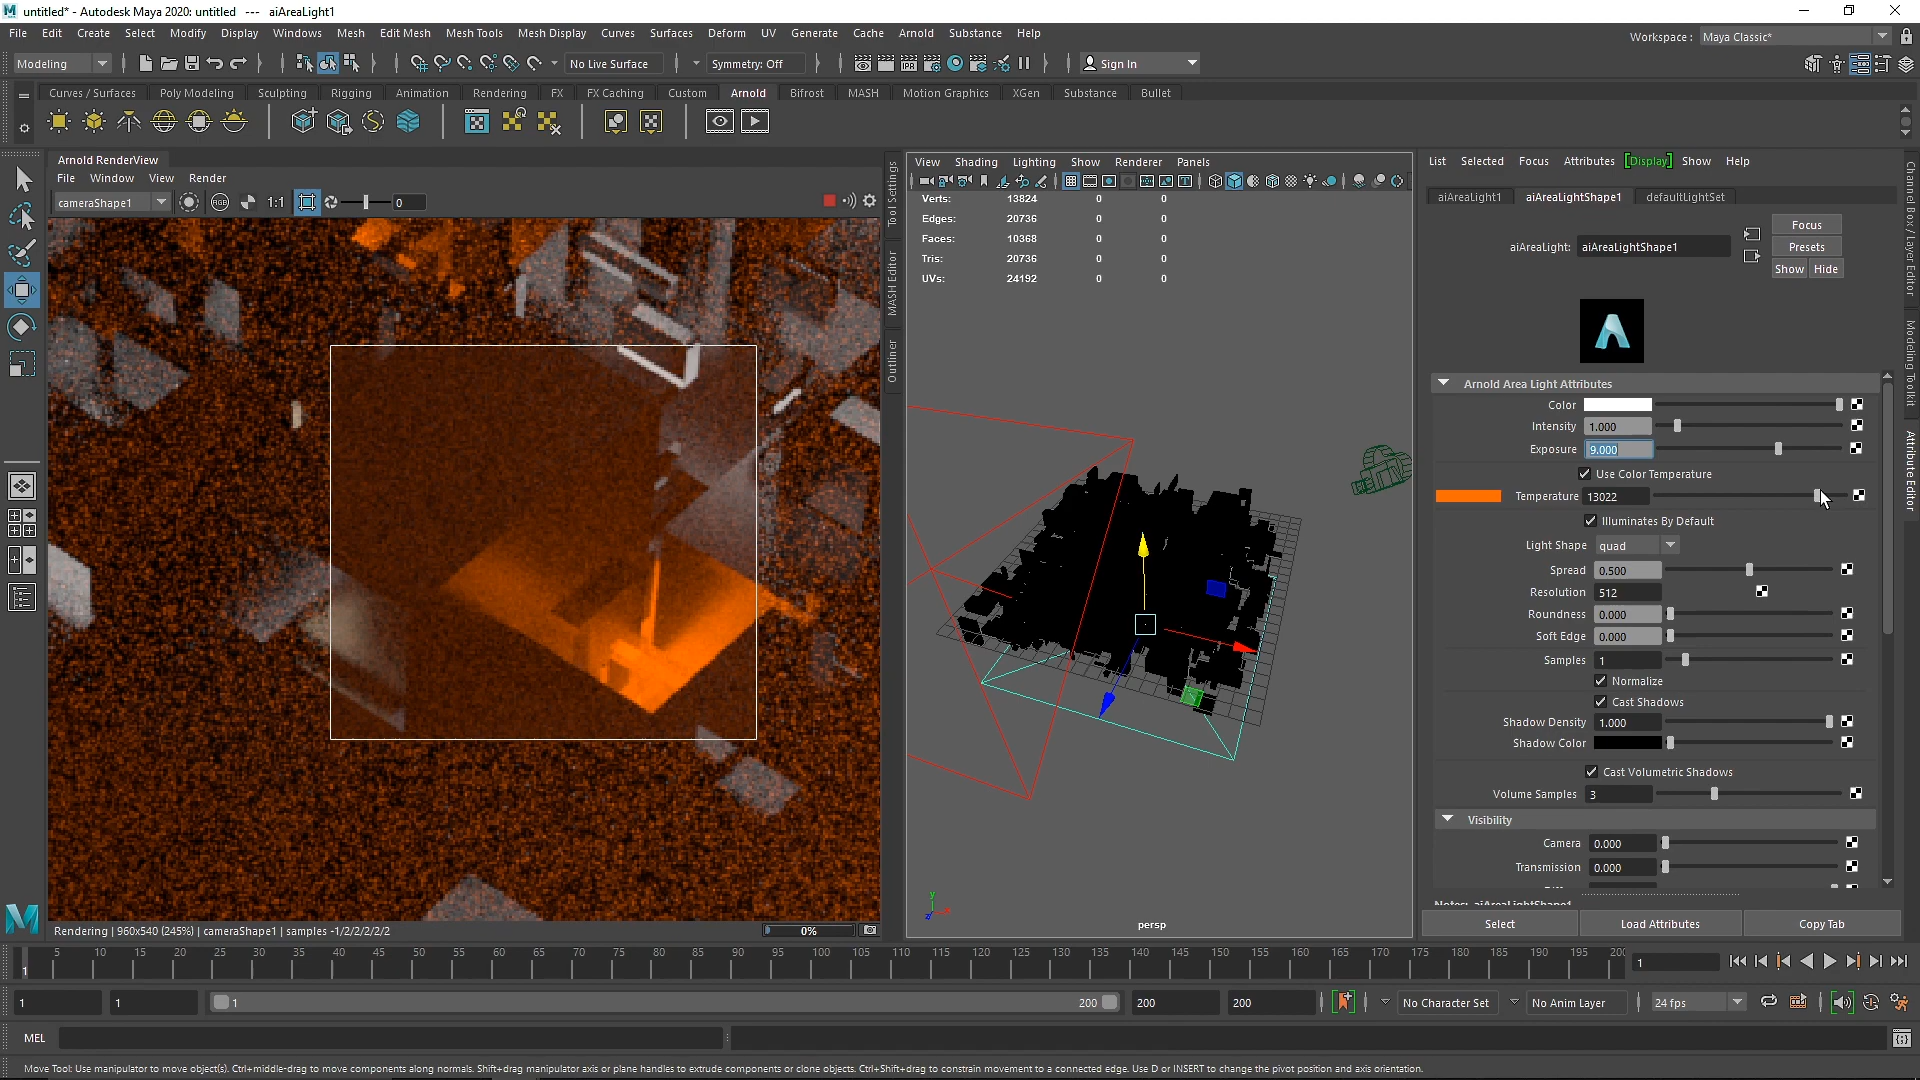 untitled* - Autodesk Maya 2020: untitled --- aiAreaLight1
File Edit Create Select Modify Display Windows Mesh Edit Mesh Mesh Tools Mesh Display Curves Surfaces Deform UV Generate Cache Arnold Substance Help
Workspace : Maya Classic*
Modeling
No Live Surface
Symmetry: Off
IPR
Sign In
Curves / Surfaces Poly Modeling Sculpting Rigging Animation Rendering FX FX Caching Custom Arnold Bifrost MASH Motion Graphics XGen Substance Bullet
Arnold RenderView
File Window View Render
cameraShape1
RGB
1:1
0
Tool Settings
MASH Editor
Outliner
View Shading Lighting Show Renderer Panels
Verts: 13824 0 0
Edges: 20736 0 0
Faces: 10368 0 0
Tris: 20736 0 0
UVs: 24192 0 0
persp
List Selected Focus Attributes [Display] Show Help
aiAreaLight1 aiAreaLightShape1 defaultLightSet
aiAreaLight: aiAreaLightShape1
Focus
Presets
Show Hide
Arnold Area Light Attributes
Color
Intensity 1.000
Exposure 9.000
Use Color Temperature
Temperature 13022
Illuminates By Default
Light Shape quad
Spread 0.500
Resolution 512
Roundness 0.000
Soft Edge 0.000
Samples 1
Normalize
Cast Shadows
Shadow Density 1.000
Shadow Color
Cast Volumetric Shadows
Volume Samples 3
Visibility
Camera 0.000
Transmission 0.000
Notes: aiAreaLightShape1
Select Load Attributes Copy Tab
Channel Box / Layer Editor
Modeling Toolkit
Attribute Editor
Rendering | 960x540 (245%) | cameraShape1 | samples -1/2/2/2/2/2
0%
1 5 10 15 20 25 30 35 40 45 50 55 60 65 70 75 80 85 90 95 100 105 110 115 120 125 130 135 140 145 150 155 160 165 170 175 180 185 190 195 200
1
1 1 1 200 200 200
No Character Set
No Anim Layer
24 fps
MEL
Move Tool: Use manipulator to move object(s). Ctrl+middle-drag to move components along normals. Shift+drag manipulator axis or plane handles to extrude components or clone objects. Ctrl+Shift+drag to constrain movement to a connected edge. Use D or INSERT to change the pivot position and axis orientation.